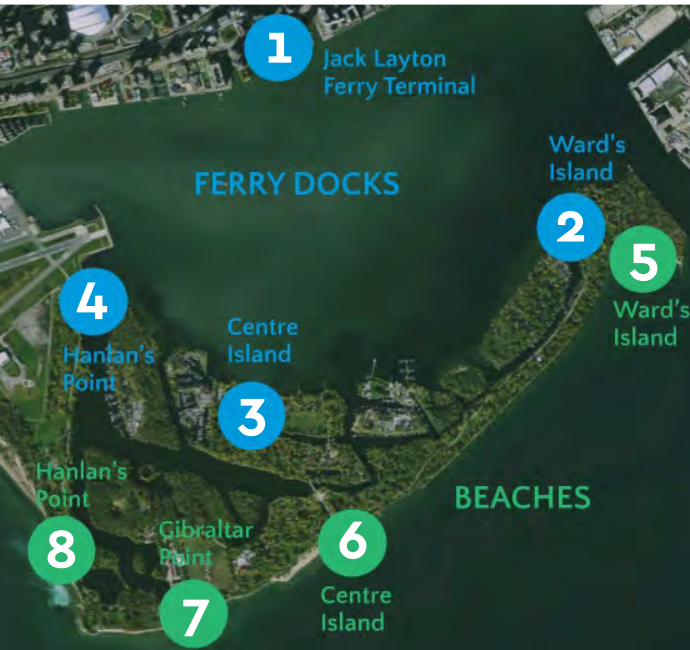 1
Jack Layton
Ferry Terminal
FERRY DOCKS
Ward's
Island
2
5
Ward's
Island
4
Hanlan's
Point
Centre
Island
3
BEACHES
Hanlan's
Point
8
Gibraltar
Point
7
6
Centre
Island